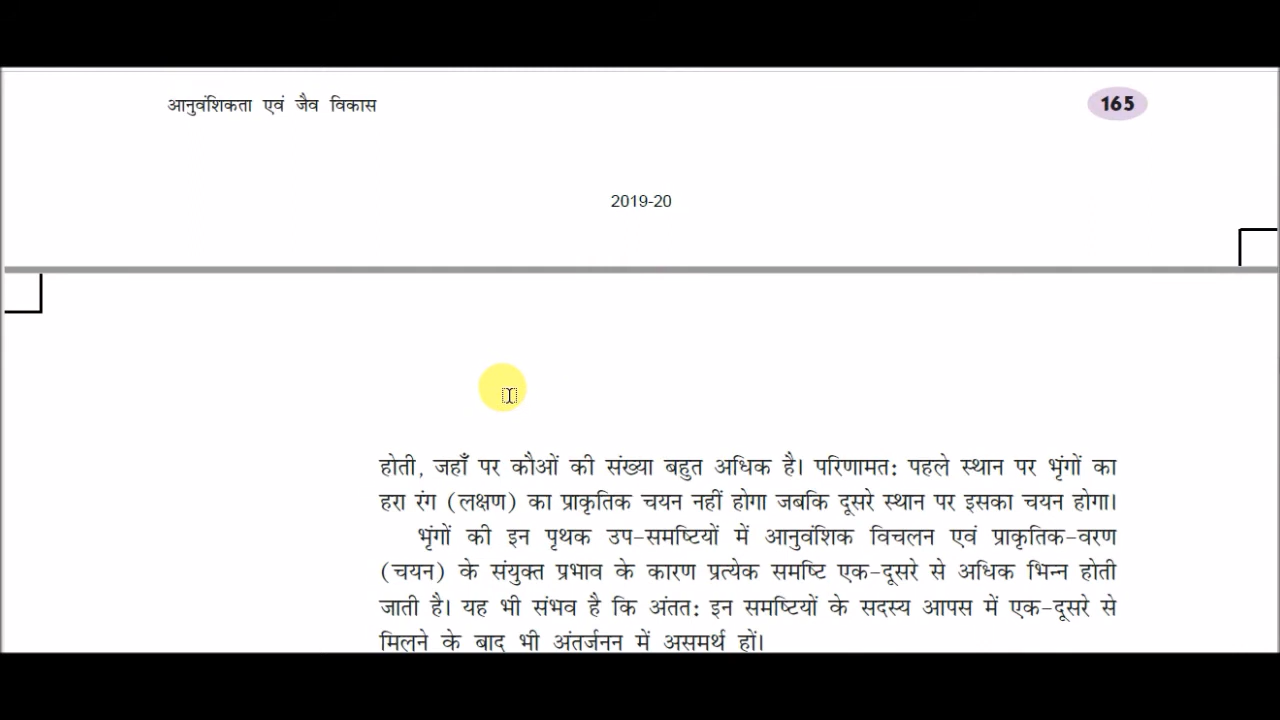 आनुवंशिकता एवं जैव विकास
165
2019-20
होती, जहाँ पर कौओं की संख्या बहुत अधिक है। परिणामत: पहले स्थान पर भृंगों का
हरा रंग (लक्षण) का प्राकृतिक चयन नहीं होगा जबकि दूसरे स्थान पर इसका चयन होगा।
भृंगों की इन पृथक उप-समष्टियों में आनुवंशिक विचलन एवं प्राकृतिक-वरण
(चयन) के संयुक्त प्रभाव के कारण प्रत्येक समष्टि एक-दूसरे से अधिक भिन्न होती
जाती है। यह भी संभव है कि अंतत: इन समष्टियों के सदस्य आपस में एक-दूसरे से
मिलने के बाद भी अंतर्जनन में असमर्थ हों।